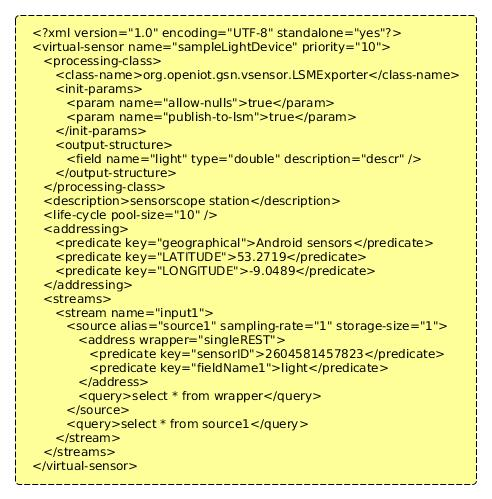 <?xml version="1.0" encoding="UTF-8" standalone="yes"?>
<virtual-sensor name="sampleLightDevice" priority="10">
<processing-class>
<class-name>org.openiot.gsn.vsensor.LSMExporter</class-name>
<init-params>
<param name="allow-nulls">true</param>
<param name="publish-to-lsm">true</param>
</init-params>
<output-structure>
<field name="light" type="double" description="descr" />
</output-structure>
</processing-class>
<description>sensorscope station</description>
<life-cycle pool-size="10" />
<addressing>
<predicate key="geographical">Android sensors</predicate>
<predicate key="LATITUDE">53.2719</predicate>
<predicate key="LONGITUDE">-9.0489</predicate>
</addressing>
<streams>
<stream name="input1">
<source alias="source1" sampling-rate="1" storage-size="1">
<address wrapper="singleREST">
<predicate key="sensorID">2604581457823</predicate>
<predicate key="fieldName1">light</predicate>
</address>
<query>select * from wrapper</query>
</source>
<query>select * from source1</query>
</stream>
</streams>
</virtual-sensor>